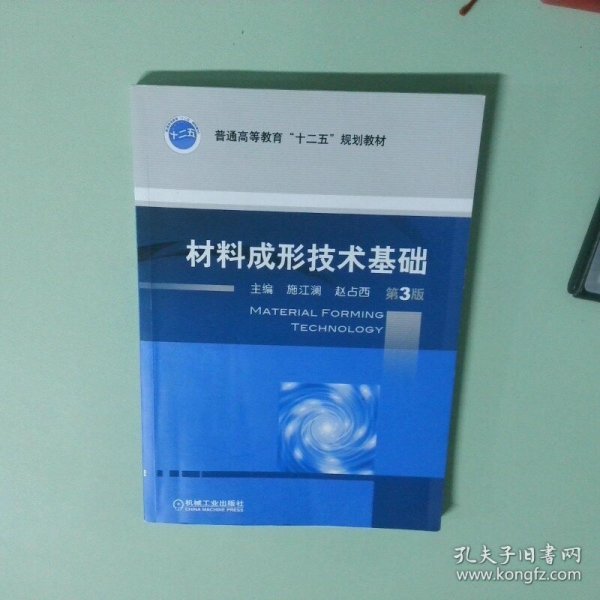 十二五
普通高等教育“十二五”规划教材
材料成形技术基础
主编 施江澜 赵占西 第3版
MATERIAL FORMING
TECHNOLOGY
机械工业出版社
CHINA MACHINE PRESS
孔夫子旧书网
www.kongfz.com